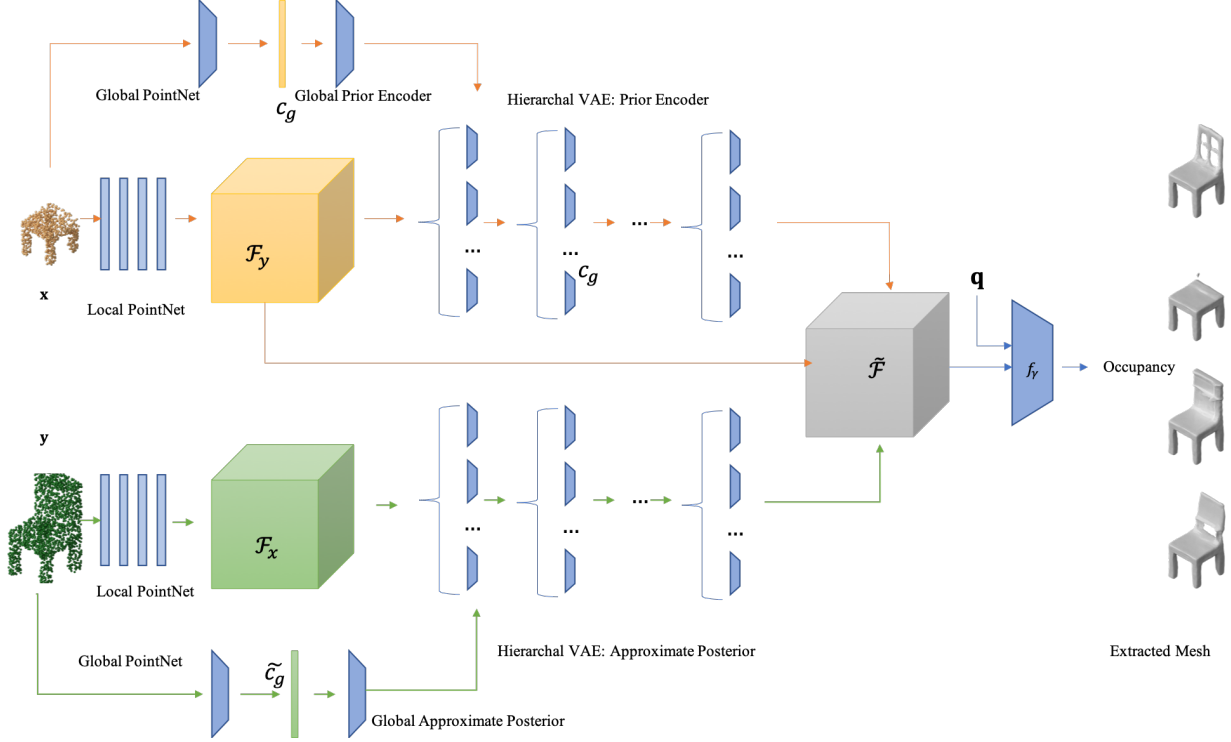 Global PointNet
c_g
Global Prior Encoder
Hierarchal VAE: Prior Encoder
x
Local PointNet
ℱ_y
...
...
...
...
c_g
q
ℱ̃
f_γ
Occupancy
y
Local PointNet
ℱ_x
...
...
...
...
Global PointNet
c̃_g
Global Approximate Posterior
Hierarchal VAE: Approximate Posterior
Extracted Mesh